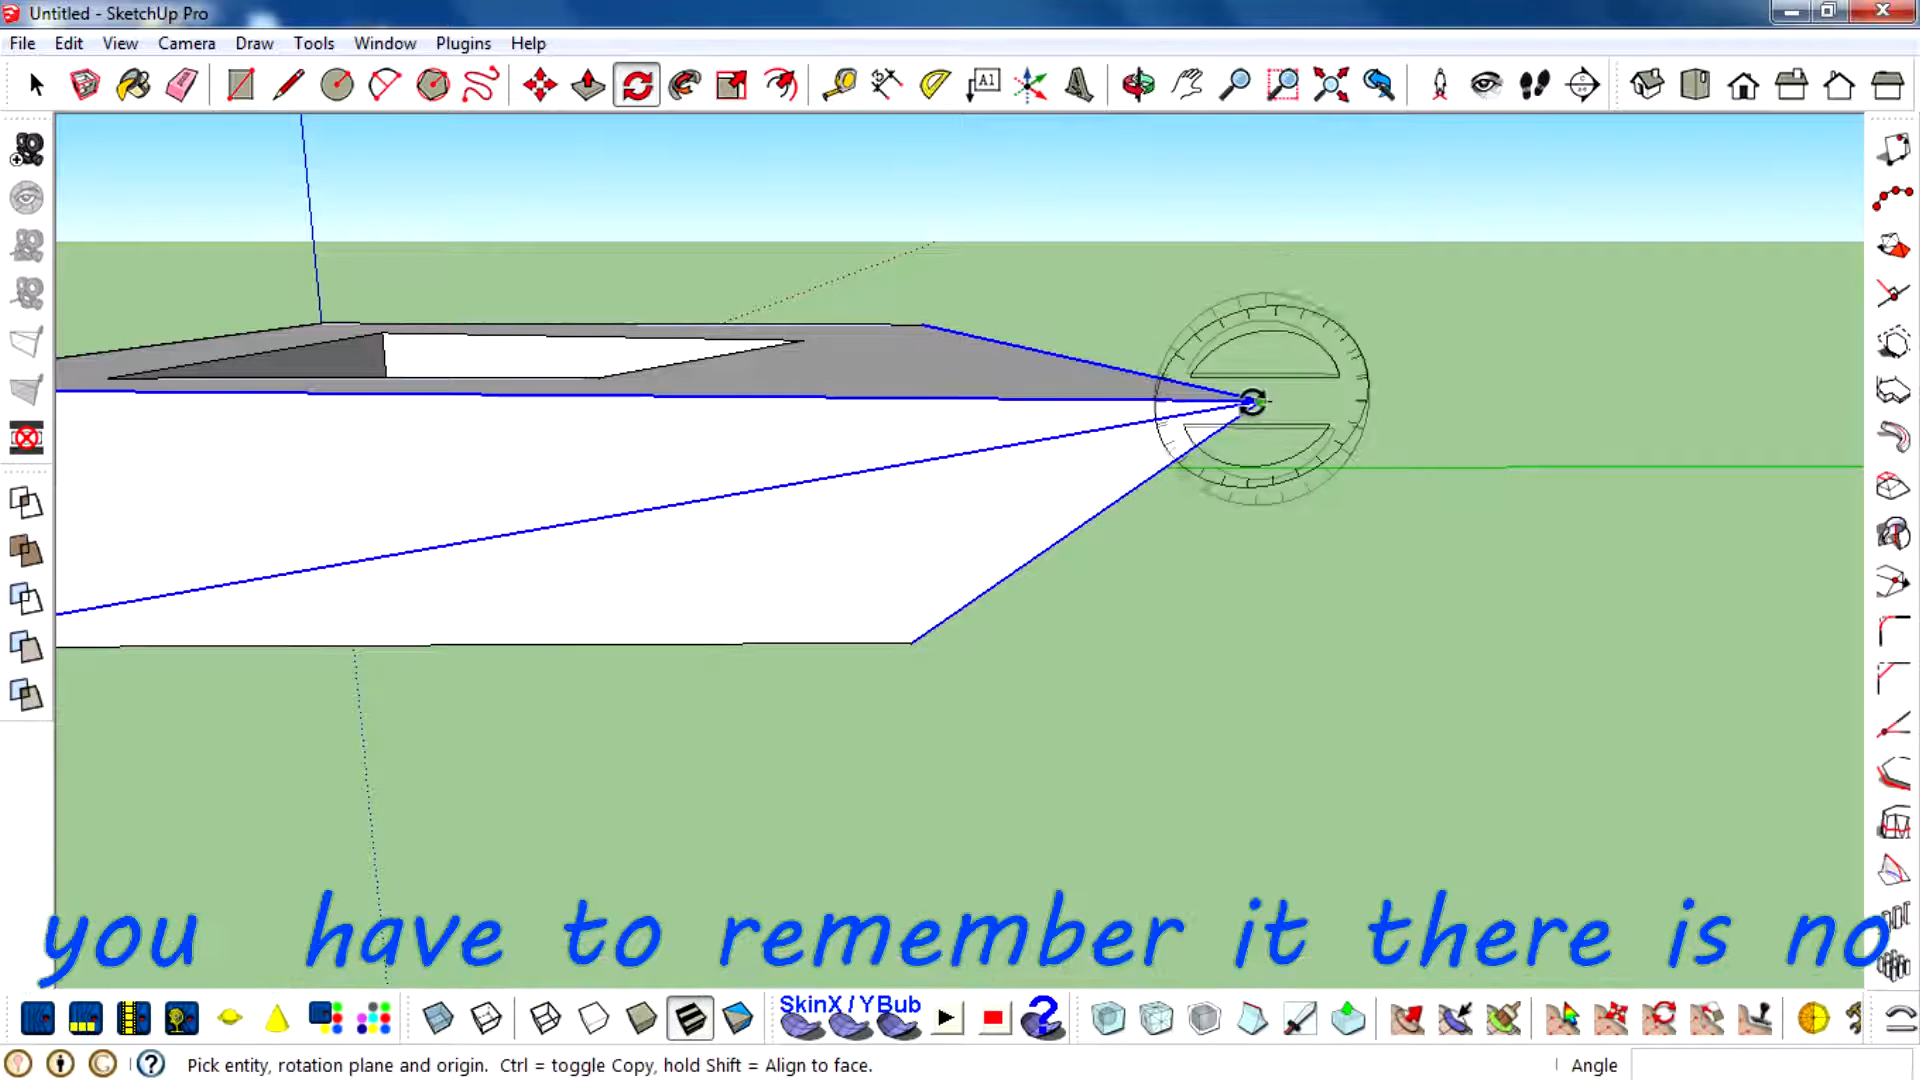 Untitled - SketchUp Pro
File Edit View Camera Draw Tools Window Plugins Help
A1
you have to remember it there is no
SkinX / YBub
?
Pick entity, rotation plane and origin. Ctrl = toggle Copy, hold Shift = Align to face.
Angle